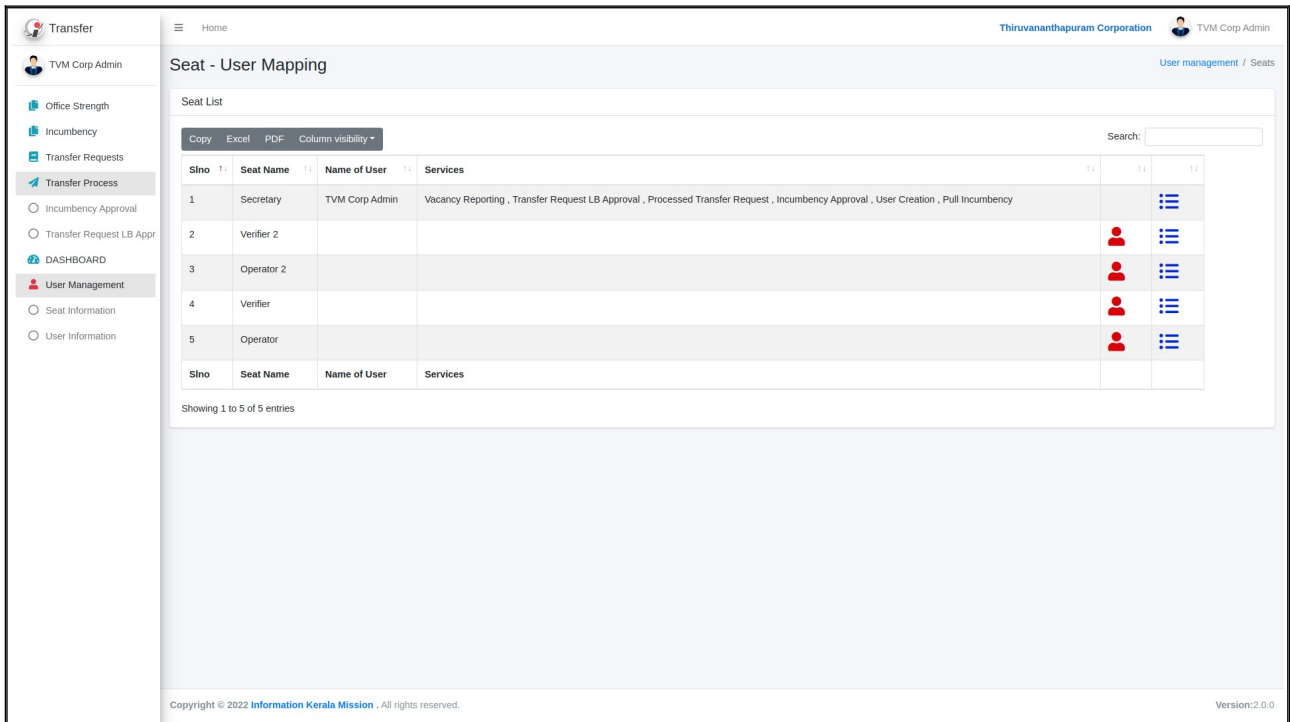 Transfer
Home
Thiruvananthapuram Corporation
TVM Corp Admin
TVM Corp Admin
Office Strength
Incumbency
Transfer Requests
Transfer Process
Incumbency Approval
Transfer Request LB Appr
DASHBOARD
User Management
Seat Information
User Information
Seat - User Mapping
User management / Seats
Seat List
Copy Excel PDF Column visibility
Search:
Slno Seat Name Name of User Services
1 Secretary TVM Corp Admin Vacancy Reporting , Transfer Request LB Approval , Processed Transfer Request , Incumbency Approval , User Creation , Pull Incumbency
2 Verifier 2
3 Operator 2
4 Verifier
5 Operator
Slno Seat Name Name of User Services
Showing 1 to 5 of 5 entries
Copyright © 2022 Information Kerala Mission . All rights reserved.
Version:2.0.0